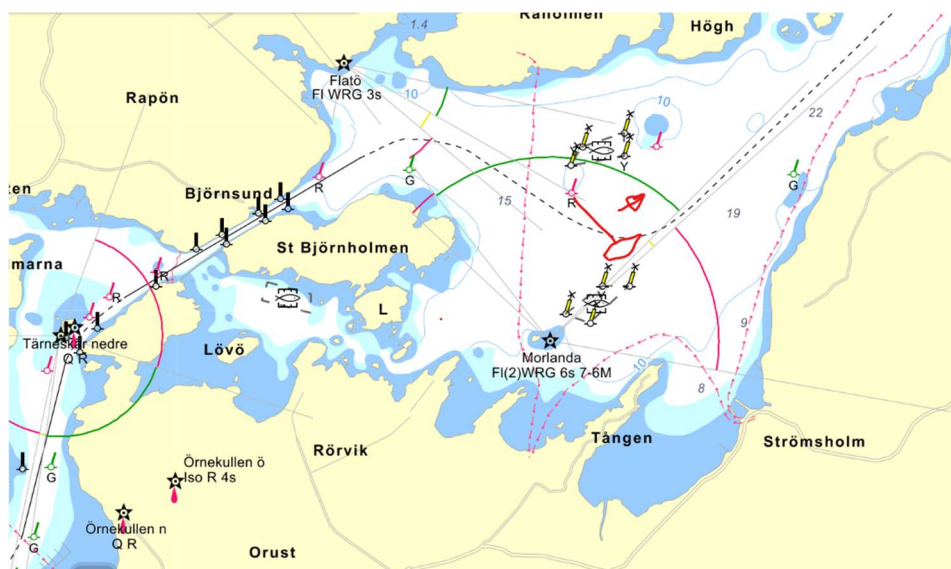 Råholmen
1.4
Högh
Flatö
Fl WRG 3s
10
10
22
Rapön
Y
R
G
R
G
Björnsund
15
19
ten
St Björnholmen
marna
R
R
L
Tärneskär nedre
Q R
Lövö
Morlanda
Fl(2)WRG 6s 7-6M
9
10
8
Tången
Strömsholm
Rörvik
Örnekullen ö
Iso R 4s
G
Örnekullen n
Q R
G
Orust